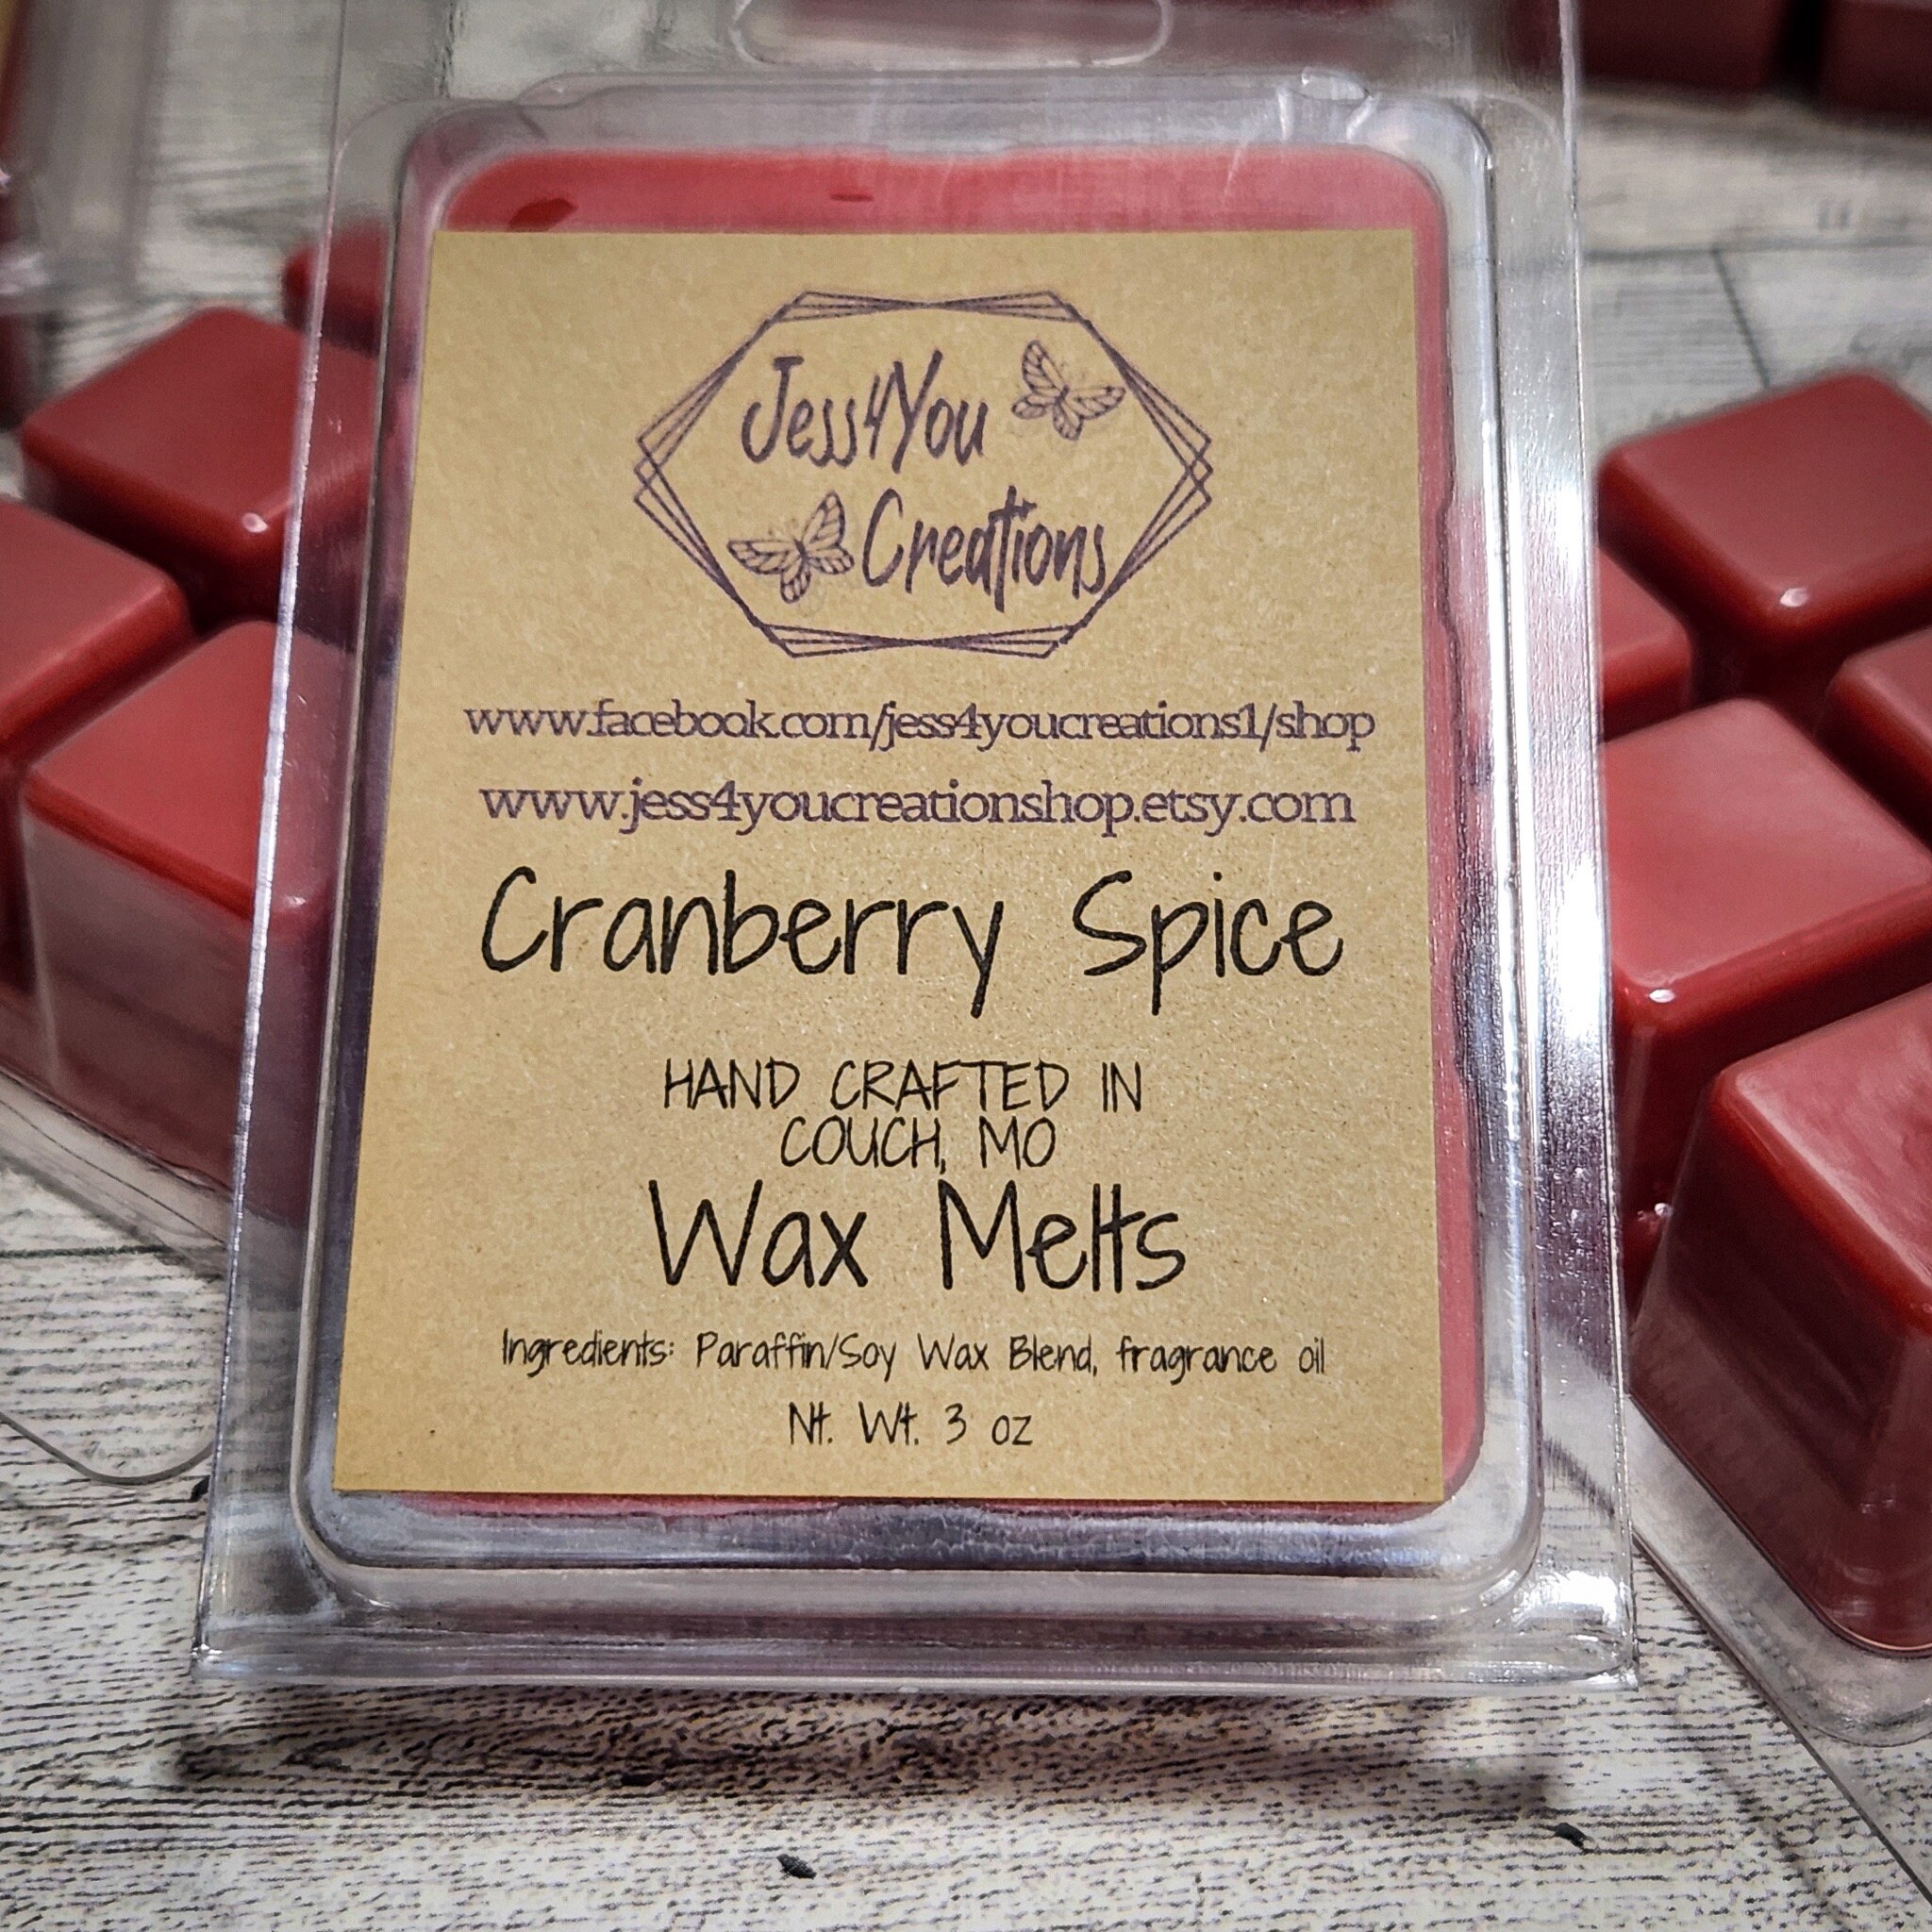 Jess4You
Creations
www.facebook.com/jess4youcreations1/shop
www.jess4youcreationshop.etsy.com
Cranberry Spice
HAND CRAFTED IN
COUCH, MO
Wax Melts
Ingredients: Paraffin/Soy Wax Blend, fragrance oil
Nt. Wt. 3 oz